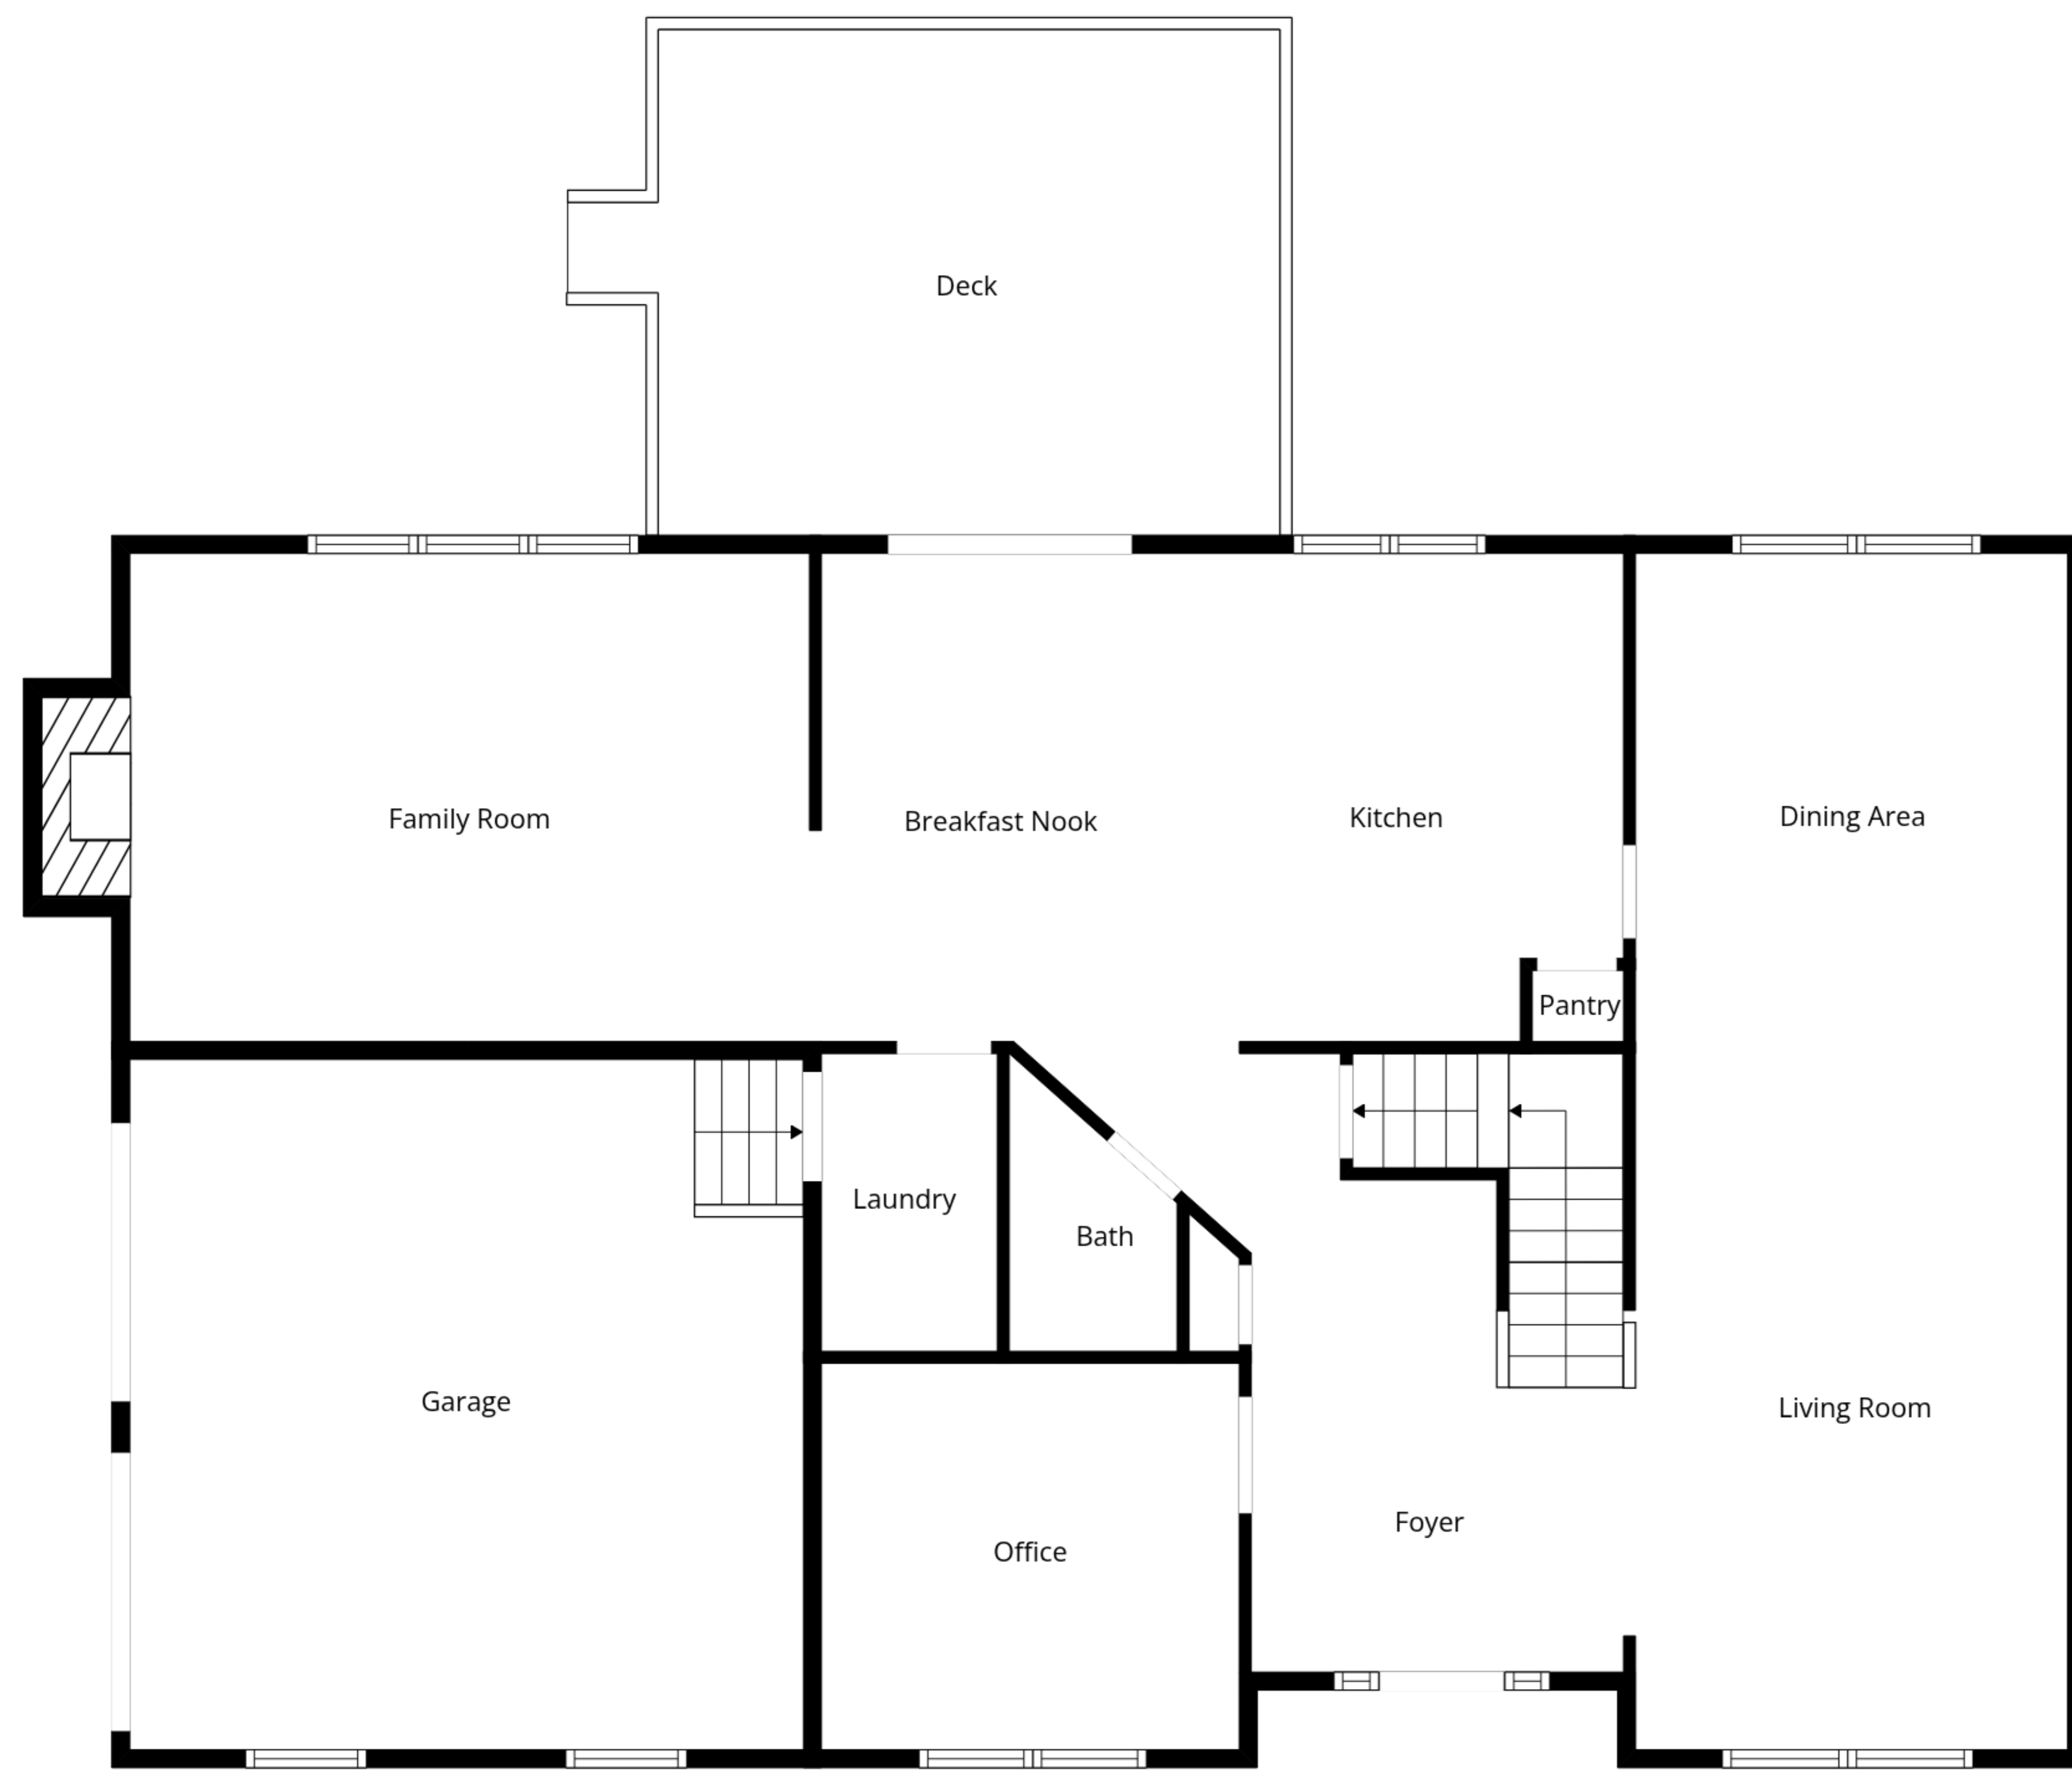 Deck
Family Room
Breakfast Nook
Kitchen
Dining Area
Pantry
Laundry
Bath
Garage
Living Room
Foyer
Office